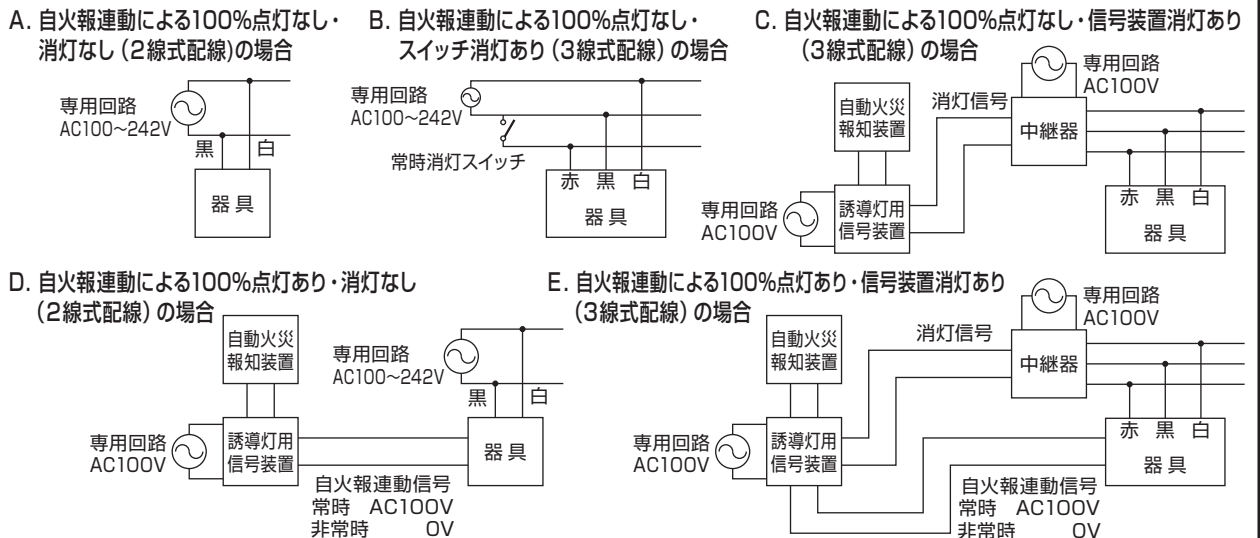 A. 自火報連動による100%点灯なし・
消灯なし（2線式配線)の場合
専用回路
AC100~242V
黒
白
器 具
B. 自火報連動による100%点灯なし・
スイッチ消灯あり（3線式配線）の場合
専用回路
AC100~242V
常時消灯スイッチ
赤 黒 白
器 具
C. 自火報連動による100%点灯なし・信号装置消灯あり
（3線式配線）の場合
専用回路
AC100V
自動火災
報知装置
消灯信号
中継器
専用回路
AC100V
誘導灯用
信号装置
赤 黒 白
器 具
D. 自火報連動による100%点灯あり・消灯なし
（2線式配線）の場合
自動火災
報知装置
専用回路
AC100~242V
黒
白
専用回路
AC100V
誘導灯用
信号装置
器 具
自火報連動信号
常時 AC100V
非常時 0V
E. 自火報連動による100%点灯あり・信号装置消灯あり
（3線式配線）の場合
専用回路
AC100V
自動火災
報知装置
消灯信号
中継器
専用回路
AC100V
誘導灯用
信号装置
赤 黒 白
器 具
自火報連動信号
常時 AC100V
非常時 0V